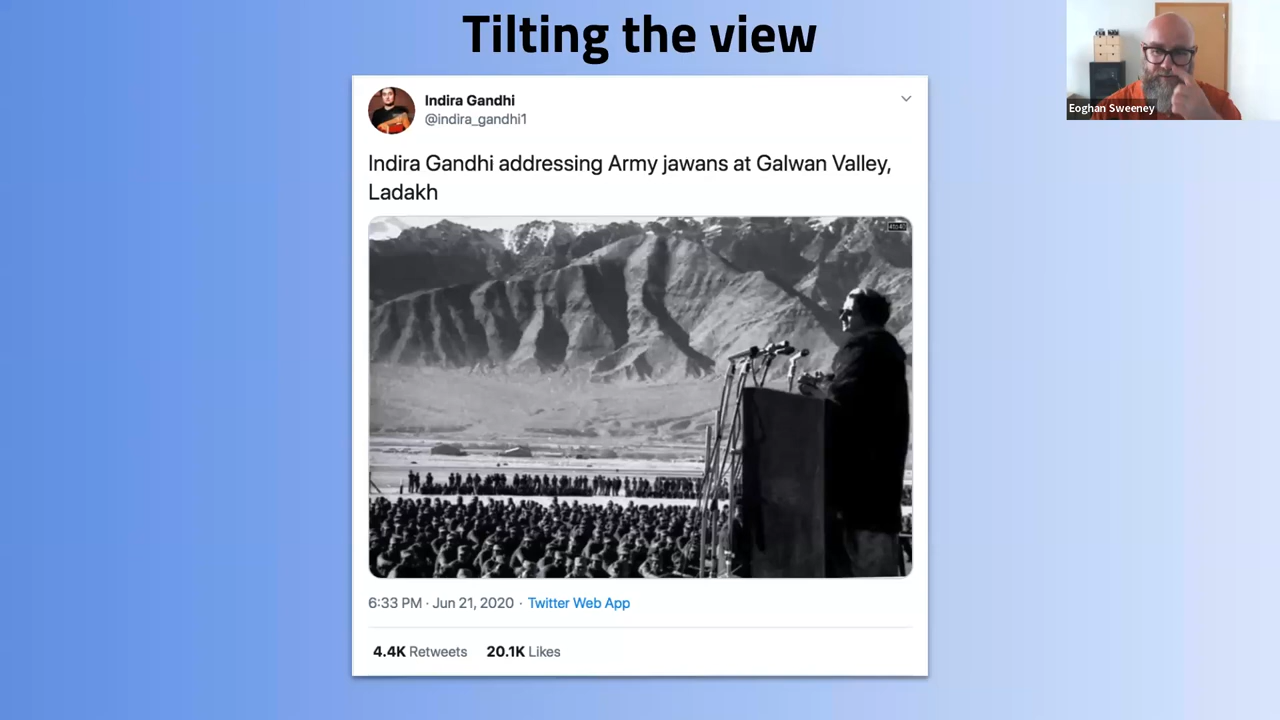 Tilting the view
Indira Gandhi
@indira_gandhi1
Indira Gandhi addressing Army jawans at Galwan Valley,
Ladakh
6:33 PM · Jun 21, 2020 · Twitter Web App
4.4K Retweets 20.1K Likes
Eoghan Sweeney